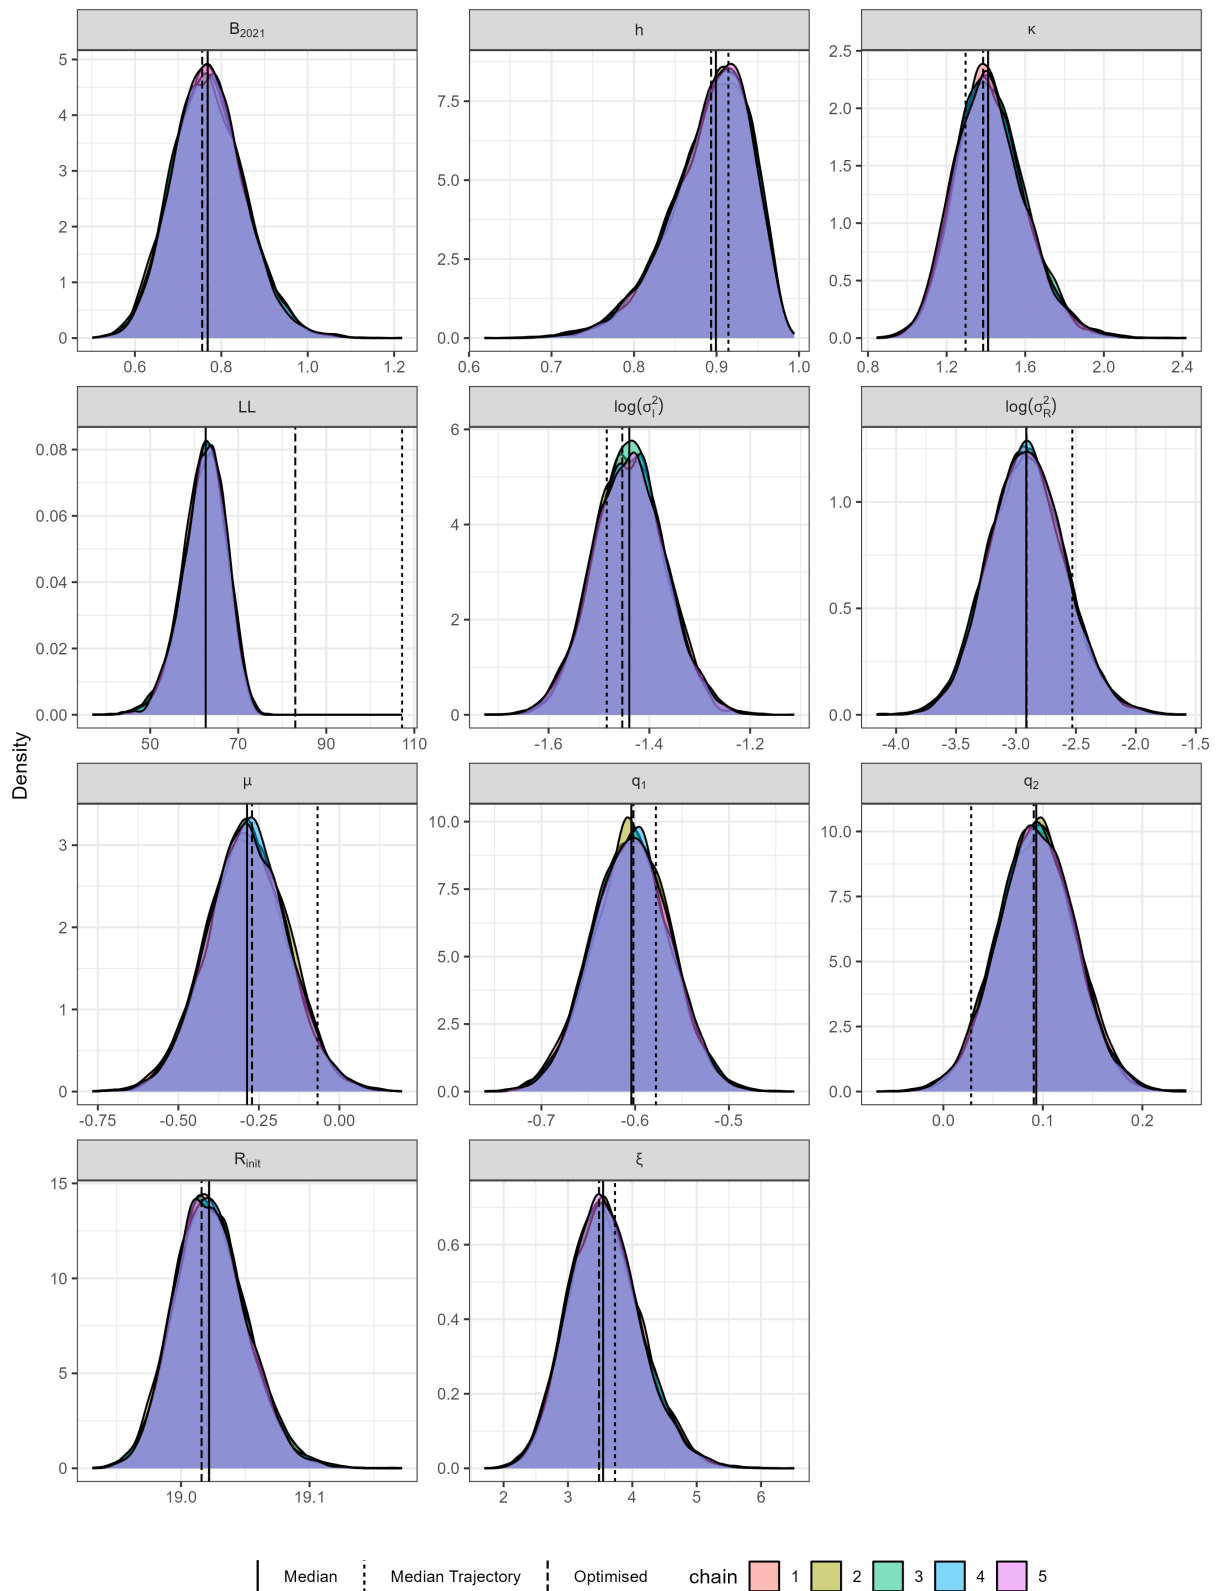 B2021
h
κ
5
4
3
2
1
0
0.6 0.8 1.0 1.2
7.5
5.0
2.5
0.0
0.6 0.7 0.8 0.9 1.0
2.5
2.0
1.5
1.0
0.5
0.0
0.8 1.2 1.6 2.0 2.4
LL
log(σI2)
log(σR2)
0.08
0.06
0.04
0.02
0.00
50 70 90 110
6
4
2
0
-1.6 -1.4 -1.2
1.0
0.5
0.0
-4.0 -3.5 -3.0 -2.5 -2.0 -1.5
Density
μ
q1
q2
3
2
1
0
-0.75 -0.50 -0.25 0.00
10.0
7.5
5.0
2.5
0.0
-0.7 -0.6 -0.5
10.0
7.5
5.0
2.5
0.0
0.0 0.1 0.2
Rinit
ξ
15
10
5
0
19.0 19.1
0.6
0.4
0.2
0.0
2 3 4 5 6
Median Median Trajectory Optimised chain 1 2 3 4 5